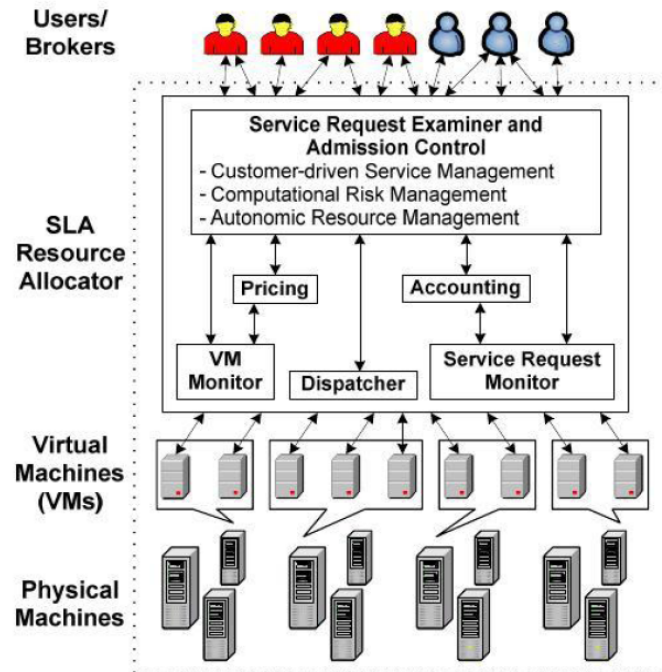 Users/
Brokers
Service Request Examiner and
Admission Control
- Customer-driven Service Management
- Computational Risk Management
- Autonomic Resource Management
SLA
Resource
Allocator
Pricing
Accounting
VM
Monitor
Dispatcher
Service Request
Monitor
Virtual
Machines
(VMs)
Physical
Machines